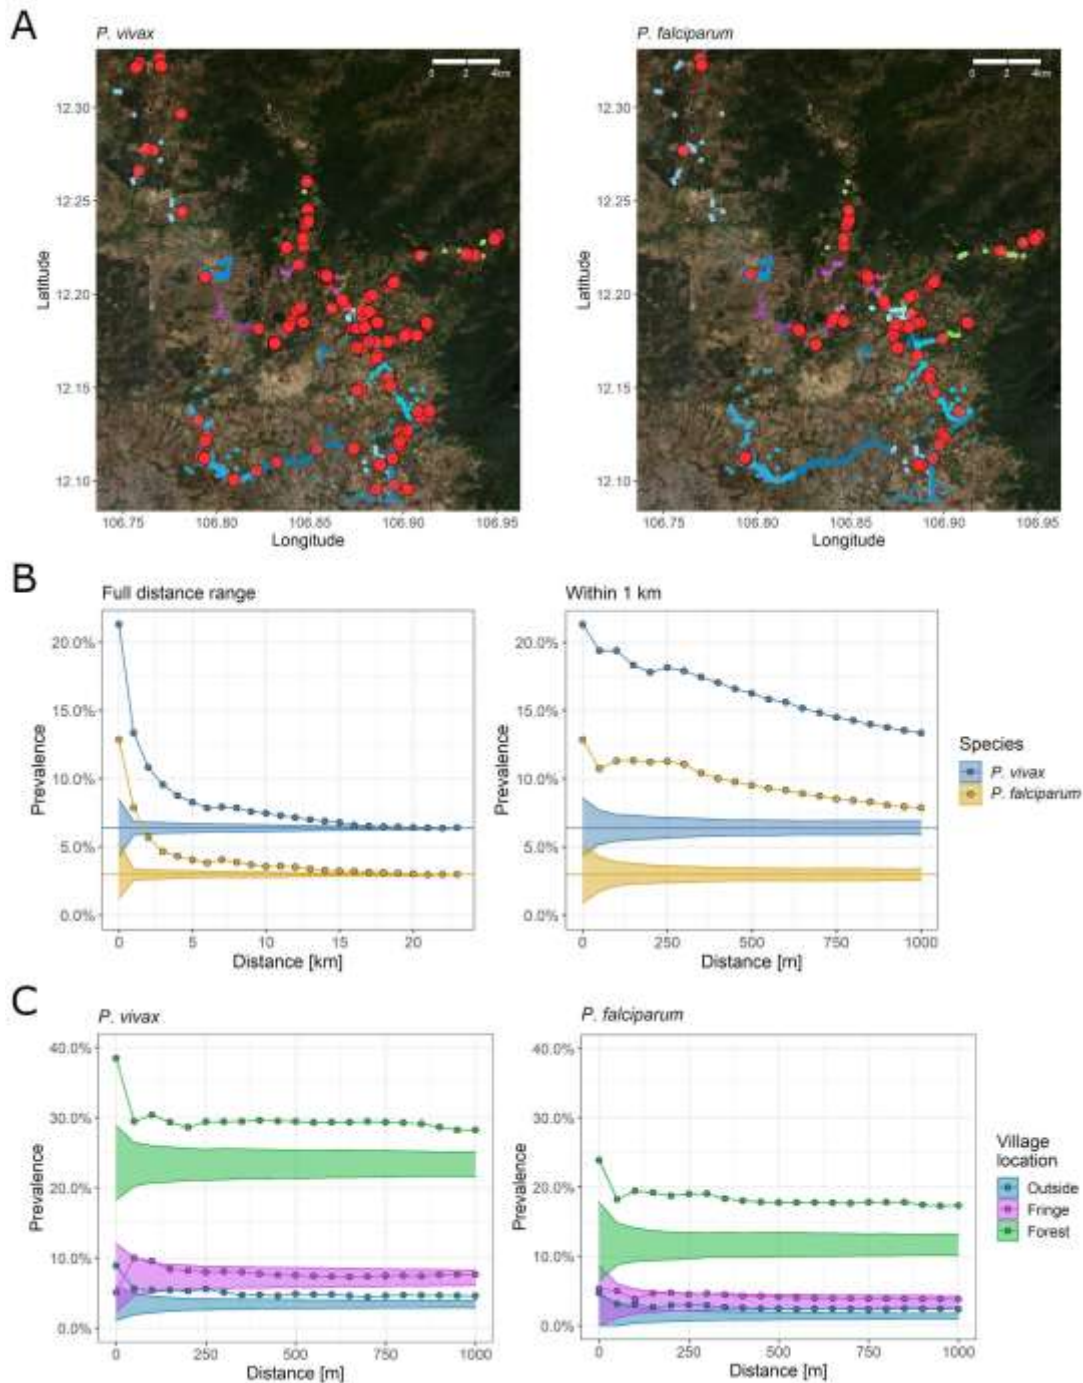 A
P. vivax
P. falciparum
0 2 4km
0 2 4km
12.30
12.25
12.20
12.15
12.10
Latitude
106.75 106.80 106.85 106.90 106.95
Longitude
12.30
12.25
12.20
12.15
12.10
Latitude
106.75 106.80 106.85 106.90 106.95
Longitude
B
Full distance range
Within 1 km
20.0%
15.0%
10.0%
5.0%
0.0%
Prevalence
0 5 10 15 20
Distance [km]
20.0%
15.0%
10.0%
5.0%
0.0%
Prevalence
0 250 500 750 1000
Distance [m]
Species
P. vivax
P. falciparum
C
P. vivax
P. falciparum
40.0%
30.0%
20.0%
10.0%
0.0%
Prevalence
0 250 500 750 1000
Distance [m]
40.0%
30.0%
20.0%
10.0%
0.0%
Prevalence
0 250 500 750 1000
Distance [m]
Village
location
Outside
Fringe
Forest